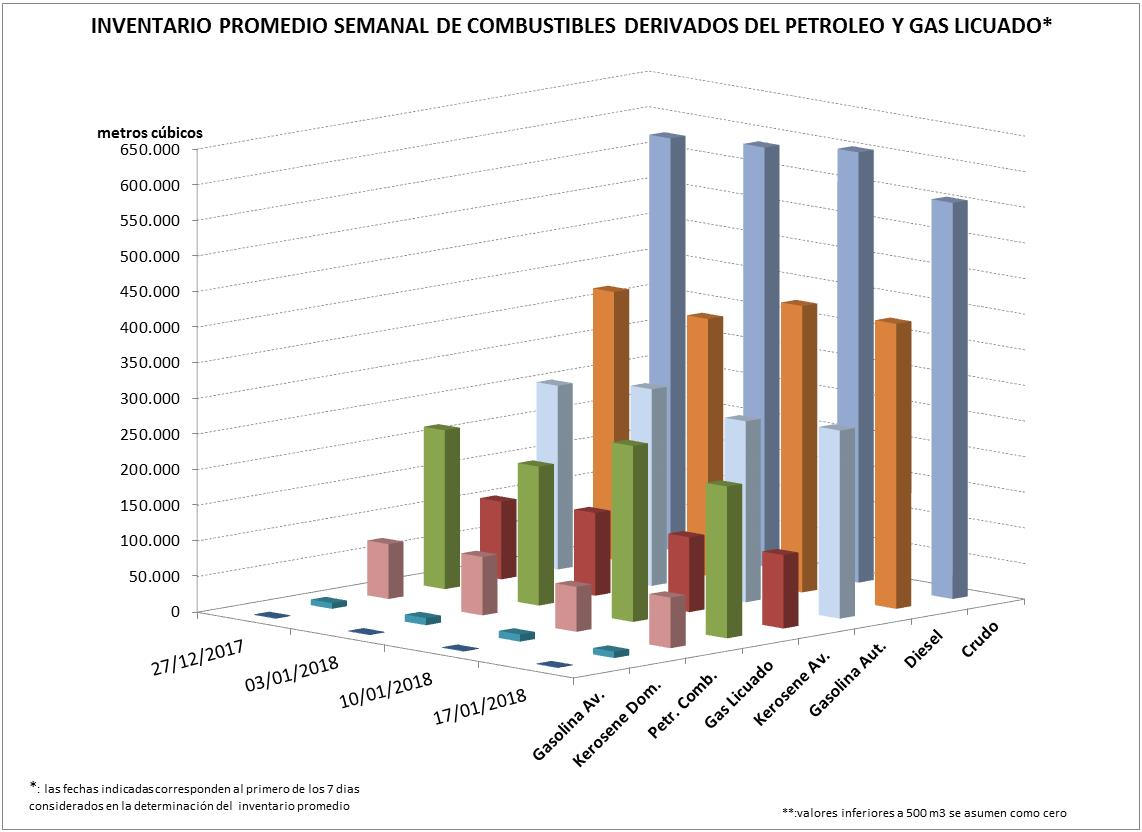 INVENTARIO PROMEDIO SEMANAL DE COMBUSTIBLES DERIVADOS DEL PETROLEO Y GAS LICUADO*
metros cúbicos
650.000
600.000
550.000
500.000
450.000
400.000
350.000
300.000
250.000
200.000
150.000
100.000
50.000
0
27/12/2017
03/01/2018
10/01/2018
17/01/2018
Gasolina Av.
Kerosene Dom.
Petr. Comb.
Gas Licuado
Kerosene Av.
Gasolina Aut.
Diesel
Crudo
*: las fechas indicadas corresponden al primero de los 7 dias
considerados en la determinación del inventario promedio
**:valores inferiores a 500 m3 se asumen como cero